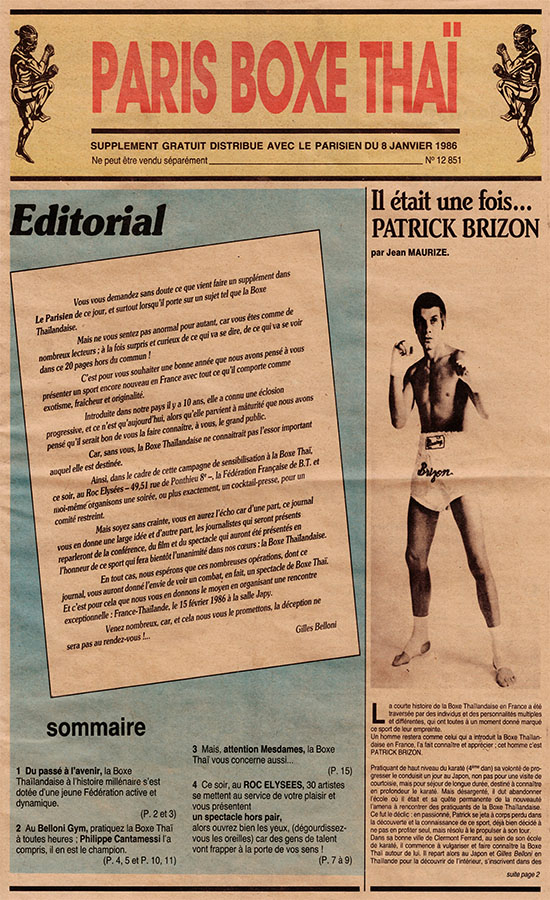 PARIS BOXE THAÏ
SUPPLEMENT GRATUIT DISTRIBUE AVEC LE PARISIEN DU 8 JANVIER 1986
Ne peut être vendu séparément N° 12 851
Editorial
Vous vous demandez sans doute ce que vient faire un supplément dans
Le Parisien de ce jour, et surtout lorsqu'il porte sur un sujet tel que la Boxe
Thaïlandaise.
Mais ne vous sentez pas anormal pour autant, car vous êtes comme de
nombreux lecteurs ; à la fois surpris et curieux de ce qui va se dire, de ce qui va se voir
dans ce 20 pages hors du commun !
C'est pour vous souhaiter une bonne année que nous avons pensé à vous
présenter un sport encore nouveau en France avec tout ce qu'il comporte comme
exotisme, fraîcheur et originalité.
Introduite dans notre pays il y a 10 ans, elle a connu une éclosion
progressive, et ce n'est qu'aujourd'hui, alors qu'elle parvient à mâturité que nous avons
pensé qu'il serait bon de vous la faire connaître, à vous, le grand public.
Car, sans vous, la Boxe Thaïlandaise ne connaitrait pas l'essor important
auquel elle est destinée.
Ainsi, dans le cadre de cette campagne de sensibilisation à la Boxe Thaï,
ce soir, au Roc Elysées – 49,51 rue de Ponthieu 8e –, la Fédération Française de B.T. et
moi-même organisons une soirée, ou plus exactement, un cocktail-presse, pour un
comité restreint.
Mais soyez sans crainte, vous en aurez l'écho car d'une part, ce journal
vous en donne une large idée et d'autre part, les journalistes qui seront présents
reparleront de la conférence, du film et du spectacle qui auront été présentés en
l'honneur de ce sport qui fera bientôt l'unanimité dans nos cœurs : la Boxe Thaïlandaise.
En tout cas, nous espérons que ces nombreuses opérations, dont ce
journal, vous auront donné l'envie de voir un combat, en fait, un spectacle de Boxe Thaï.
Et c'est pour cela que nous vous en donnons le moyen en organisant une rencontre
exceptionnelle : France-Thaïlande, le 15 février 1986 à la salle Japy.
Venez nombreux, car, et cela nous vous le promettons, la déception ne
sera pas au rendez-vous !...
Gilles Belloni
sommaire
1 Du passé à l'avenir, la Boxe
Thaïlandaise à l'histoire millénaire s'est
dotée d'une jeune Fédération active et
dynamique.
(P. 2 et 3)
2 Au Belloni Gym, pratiquez la Boxe Thaï
à toutes heures ; Philippe Cantamessi l'a
compris, il en est le champion.
(P. 4, 5 et P. 10, 11)
3 Mais, attention Mesdames, la Boxe
Thaï vous concerne aussi...
(P. 15)
4 Ce soir, au ROC ELYSEES, 30 artistes
se mettent au service de votre plaisir et
vous présentent
un spectacle hors pair,
alors ouvrez bien les yeux, (dégourdissez-
vous les oreilles) car des gens de talent
vont frapper à la porte de vos sens !
(P. 7 à 9)
Il était une fois...
PATRICK BRIZON
par Jean MAURIZE.
Brizon
La courte histoire de la Boxe Thaïlandaise en France a été
traversée par des individus et des personnalités multiples
et différentes, qui ont toutes à un moment donné marqué
ce sport de leur empreinte.
Un homme restera comme celui qui a introduit la Boxe Thaïlan-
daise en France, l'a fait connaître et apprécier ; cet homme c'est
PATRICK BRIZON.
Pratiquant de haut niveau du karaté (4ème dan) sa volonté de pro-
gresser le conduisit un jour au Japon, non pas pour une visite de
courtoisie, mais pour séjour de longue durée, destiné à connaître
en profondeur le karaté. Mais désargenté, il dut abandonner
l'école où il était et sa quête permanente de la nouveauté
l'amena à rencontrer des pratiquants de la Boxe Thaïlandaise.
Ce fut le déclic : en passionné, Patrick se jeta à corps perdu dans
la découverte et la connaissance de ce sport, déjà bien décidé à
ne pas en profiter seul, mais résolu à le propulser à son tour.
Dans sa bonne ville de Clermont Ferrand, au sein de son école
de karaté, il commence à vulgariser et faire connaître la Boxe
Thaï autour de lui. Il repart alors au Japon et Gilles Belloni en
Thaïlande pour la découvrir de l'intérieur, s'inscrivent dans des
suite page 2